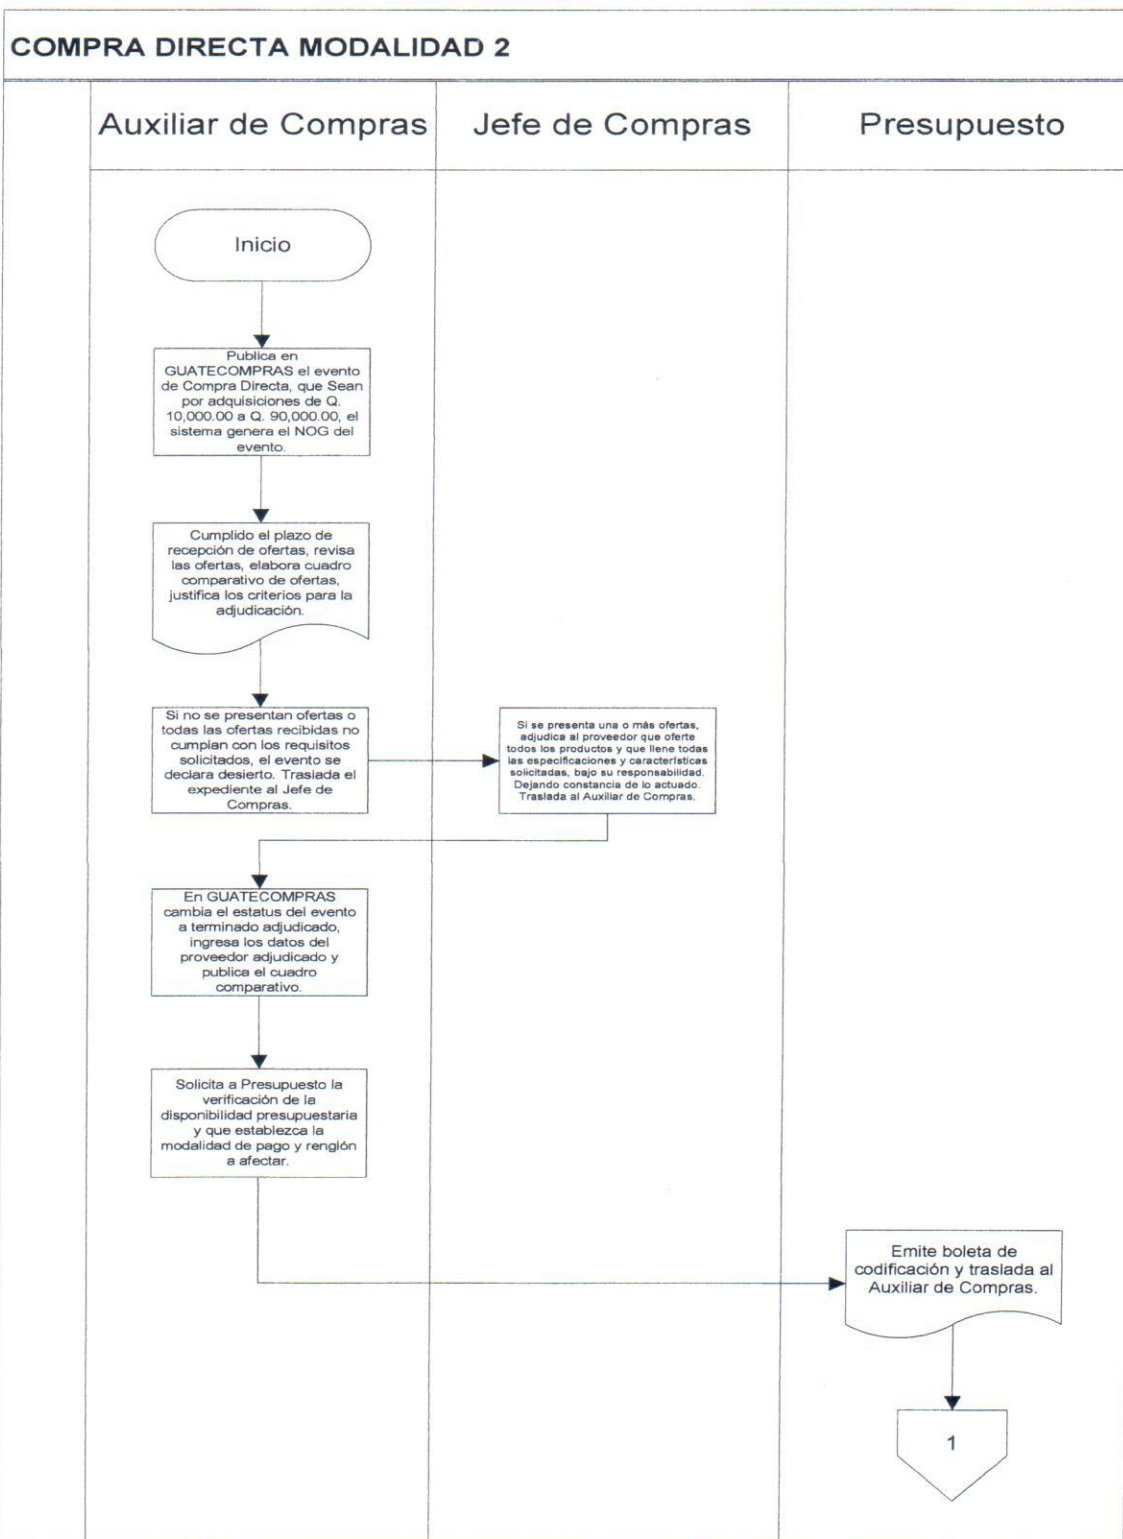 COMPRA DIRECTA MODALIDAD 2
Auxiliar de Compras
Jefe de Compras
Presupuesto
Inicio
Publica en
GUATECOMPRAS el evento
de Compra Directa, que Sean
por adquisiciones de Q.
10,000.00 a Q. 90,000.00, el
sistema genera el NOG del
evento.
Cumplido el plazo de
recepción de ofertas, revisa
las ofertas, elabora cuadro
comparativo de ofertas,
justifica los criterios para la
adjudicación.
Si no se presentan ofertas o
todas las ofertas recibidas no
cumplan con los requisitos
solicitados, el evento se
declara desierto. Traslada el
expediente al Jefe de
Compras.
Si se presenta una o más ofertas,
adjudica al proveedor que oferte
todos los productos y que llene todas
las especificaciones y características
solicitadas, bajo su responsabilidad.
Dejando constancia de lo actuado.
Traslada al Auxiliar de Compras.
En GUATECOMPRAS
cambia el estatus del evento
a terminado adjudicado,
ingresa los datos del
proveedor adjudicado y
publica el cuadro
comparativo.
Solicita a Presupuesto la
verificación de la
disponibilidad presupuestaria
y que establezca la
modalidad de pago y renglón
a afectar.
Emite boleta de
codificación y traslada al
Auxiliar de Compras.
1